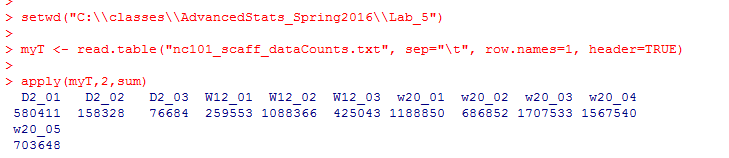 >
> setwd("C:\\classes\\AdvancedStats_Spring2016\\Lab_5")
>
> myT <- read.table("nc101_scaff_dataCounts.txt", sep="\t", row.names=1, header=TRUE)
>
> apply(myT,2,sum)
D2_01 D2_02 D2_03 W12_01 W12_02 W12_03 w20_01 w20_02 w20_03 w20_04
580411 158328 76684 259553 1088366 425043 1188850 686852 1707533 1567540
w20_05
703648